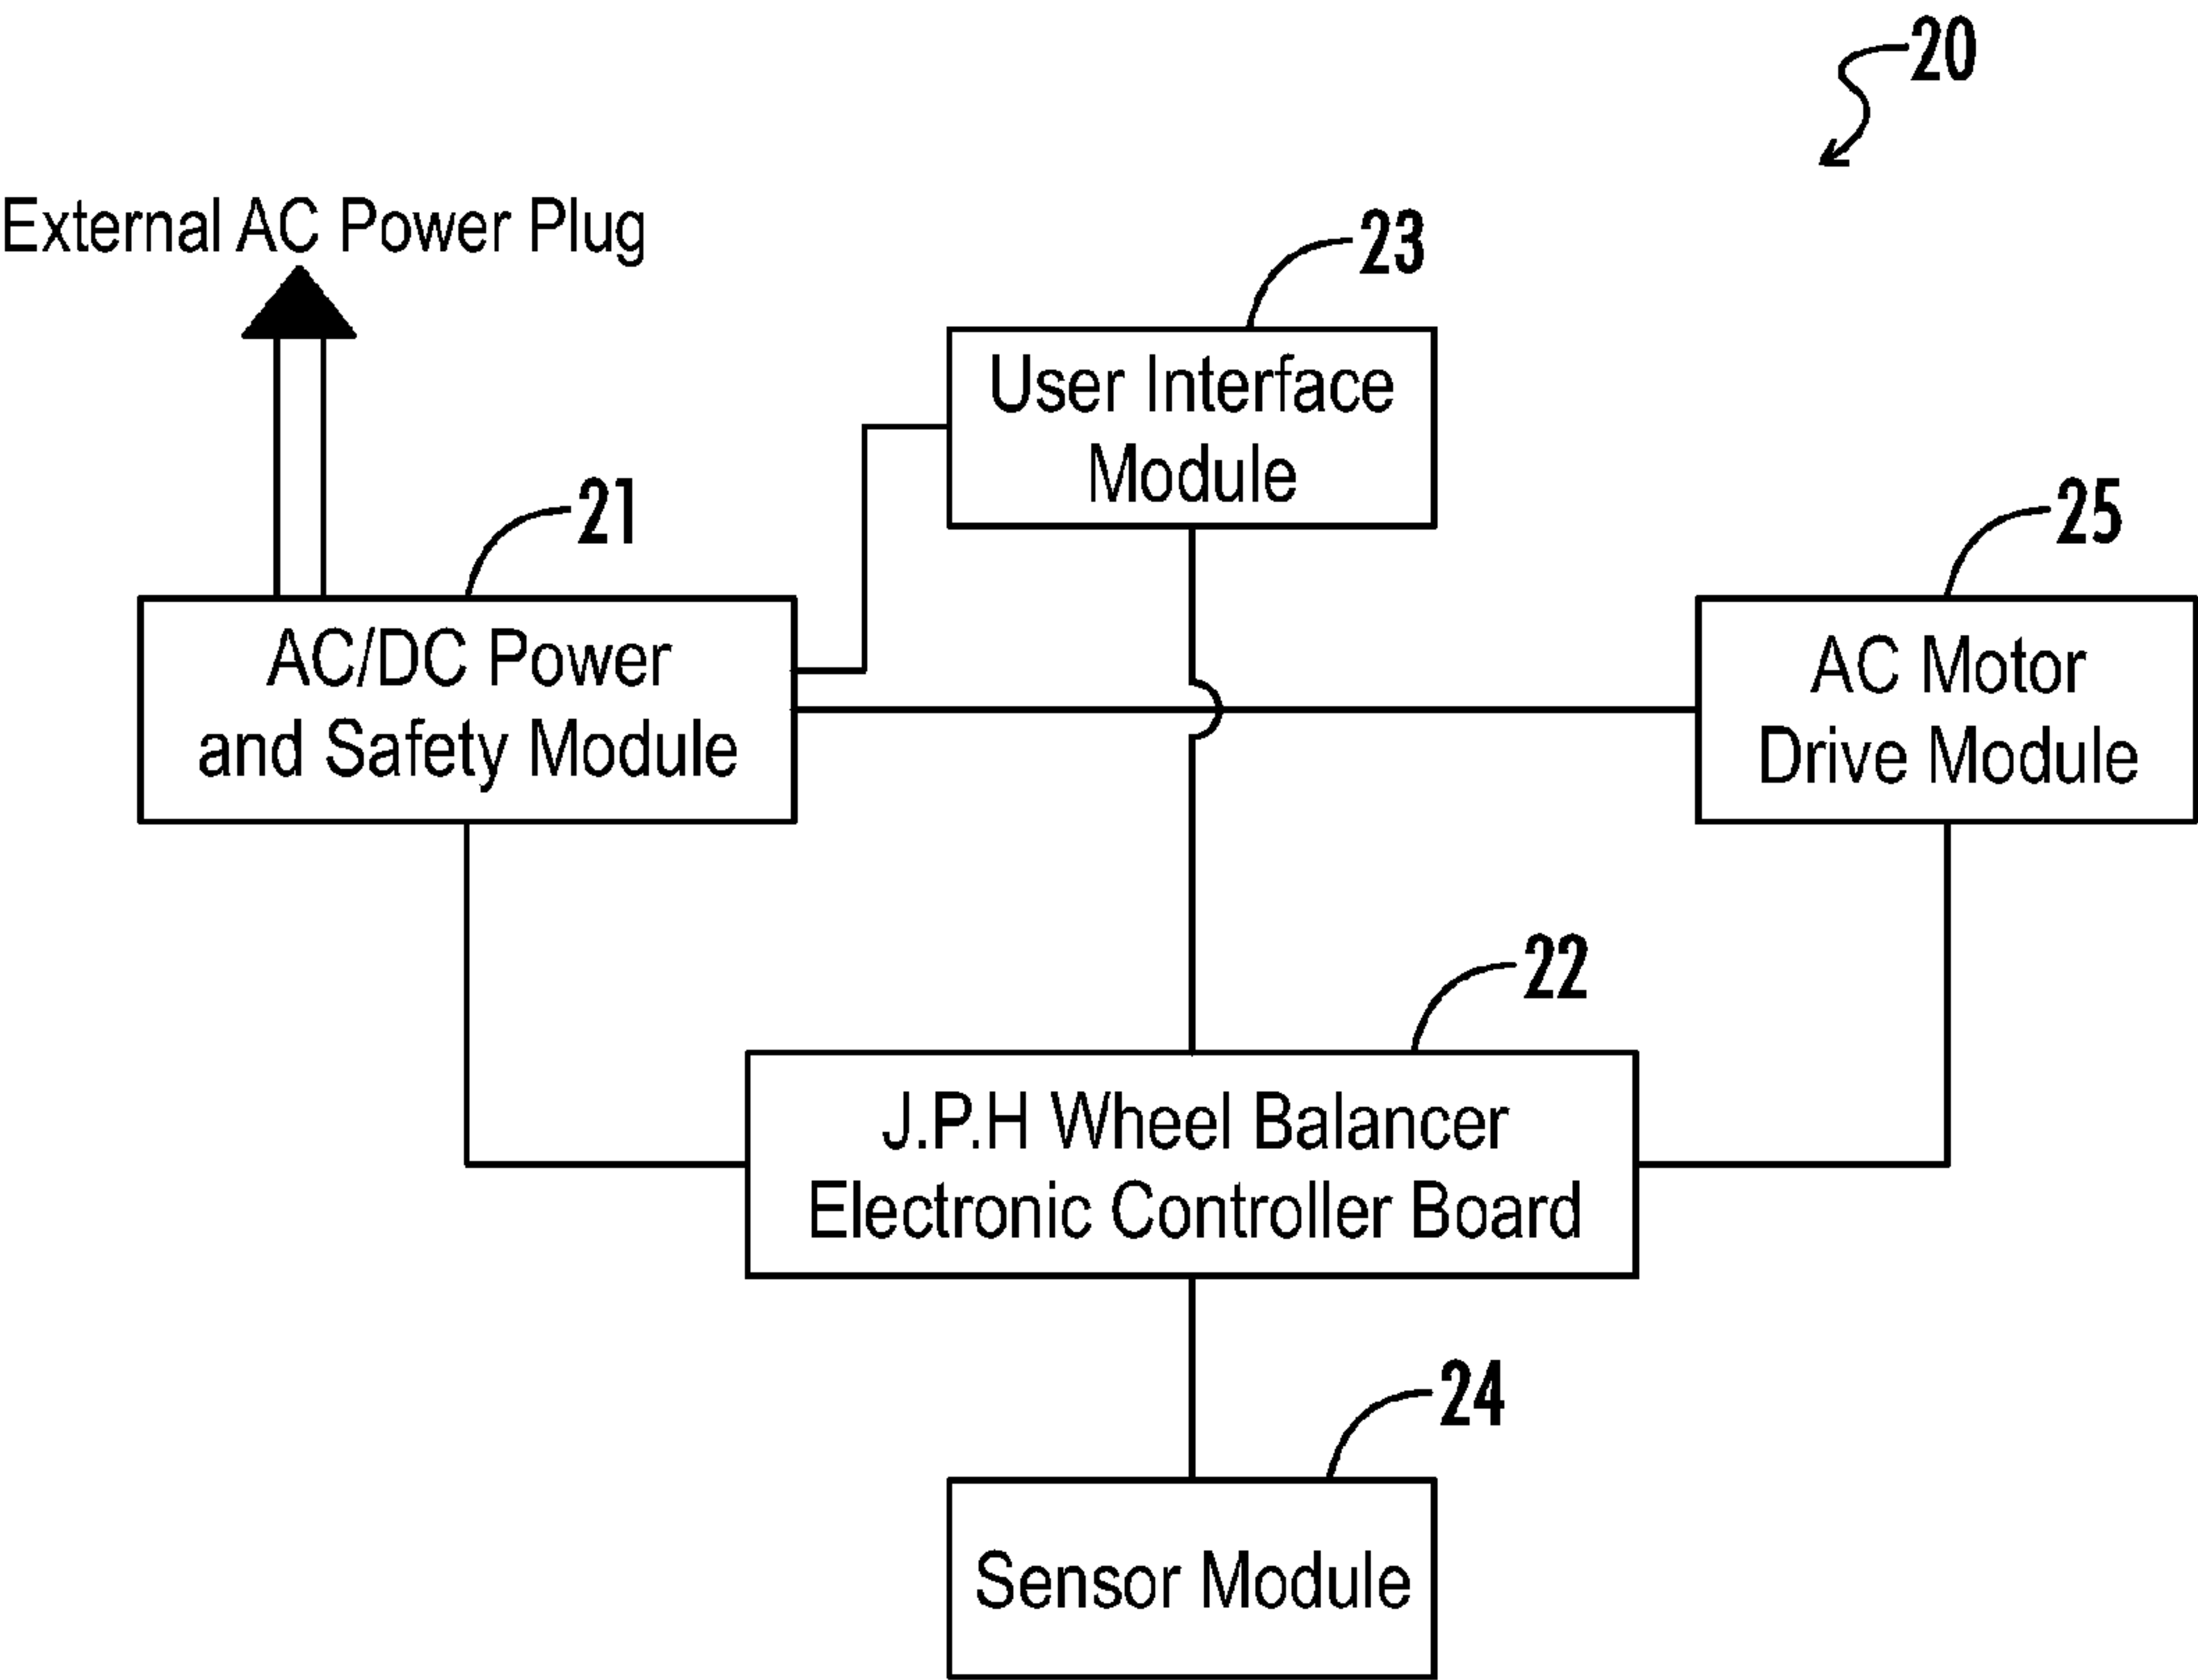 20
External AC Power Plug
23
User Interface
Module
21
25
AC/DC Power
and Safety Module
AC Motor
Drive Module
22
J.P.H Wheel Balancer
Electronic Controller Board
24
Sensor Module